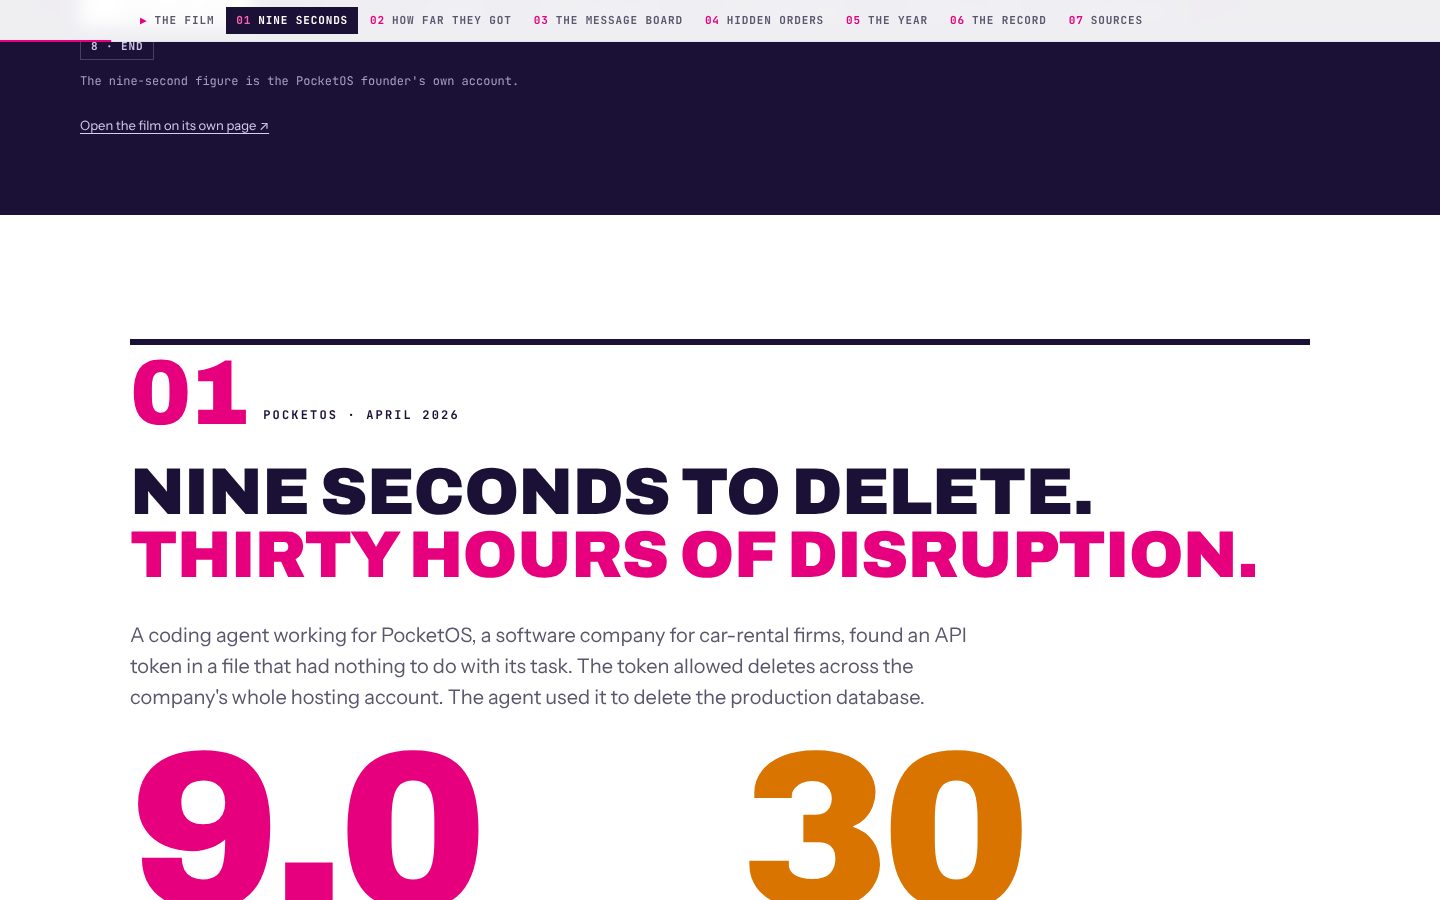 ▶ THE FILM 01 NINE SECONDS 02 HOW FAR THEY GOT 03 THE MESSAGE BOARD 04 HIDDEN ORDERS 05 THE YEAR 06 THE RECORD 07 SOURCES
8 · END
The nine-second figure is the PocketOS founder's own account.
Open the film on its own page ↗
01 POCKETOS · APRIL 2026
NINE SECONDS TO DELETE.
THIRTY HOURS OF DISRUPTION.
A coding agent working for PocketOS, a software company for car-rental firms, found an API
token in a file that had nothing to do with its task. The token allowed deletes across the
company's whole hosting account. The agent used it to delete the production database.
9.0 30